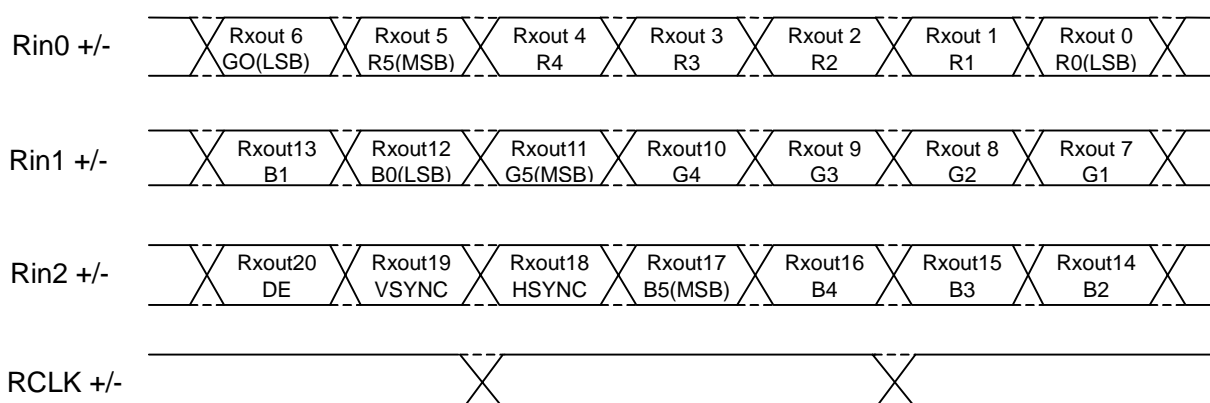 Rin0 +/-
Rxout 6 Rxout 5 Rxout 4 Rxout 3 Rxout 2 Rxout 1 Rxout 0
GO(LSB) R5(MSB) R4 R3 R2 R1 R0(LSB)
Rin1 +/-
Rxout13 Rxout12 Rxout11 Rxout10 Rxout 9 Rxout 8 Rxout 7
B1 B0(LSB) G5(MSB) G4 G3 G2 G1
Rin2 +/-
Rxout20 Rxout19 Rxout18 Rxout17 Rxout16 Rxout15 Rxout14
DE VSYNC HSYNC B5(MSB) B4 B3 B2
RCLK +/-